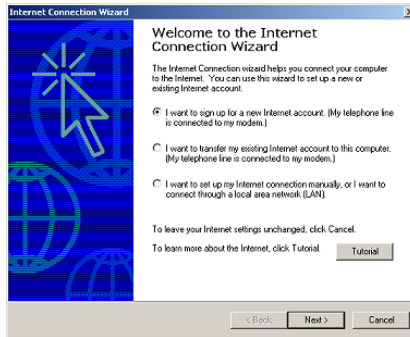 Internet Connection Wizard
Welcome to the Internet
Connection Wizard
The Internet Connection wizard helps you connect your computer
to the Internet. You can use this wizard to set up a new or
existing Internet account.
I want to sign up for a new Internet account. (My telephone line
is connected to my modem.)
I want to transfer my existing Internet account to this computer.
(My telephone line is connected to my modem.)
I want to set up my Internet connection manually, or I want to
connect through a local area network (LAN).
To leave your Internet settings unchanged, click Cancel.
To learn more about the Internet, click Tutorial.
Tutorial
< Back
Next >
Cancel